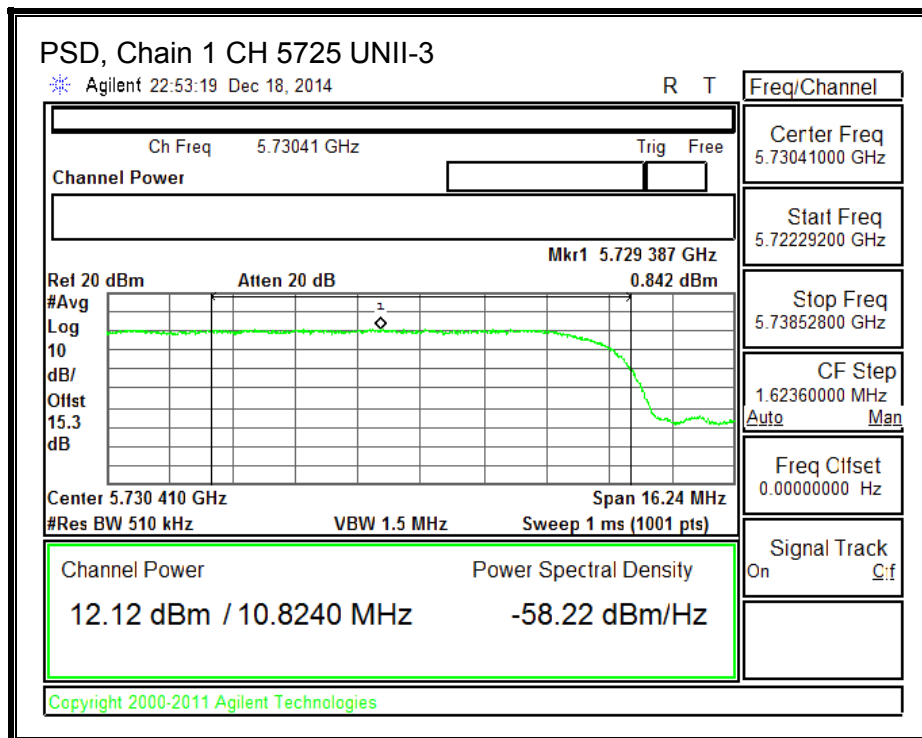 PSD, Chain 1 CH 5725 UNII-3
Agilent 22:53:19 Dec 18, 2014 R T
Freq/Channel
Ch Freq 5.73041 GHz Trig Free
Channel Power
Mkr1 5.729 387 GHz
Ref 20 dBm Atten 20 dB 0.842 dBm
#Avg
Log
10
dB/
Offst
15.3
dB
1
Center 5.730 410 GHz Span 16.24 MHz
#Res BW 510 kHz VBW 1.5 MHz Sweep 1 ms (1001 pts)
Channel Power Power Spectral Density
12.12 dBm / 10.8240 MHz -58.22 dBm/Hz
Center Freq
5.73041000 GHz
Start Freq
5.72229200 GHz
Stop Freq
5.73852800 GHz
CF Step
1.62360000 MHz
Auto Man
Freq Offset
0.00000000 Hz
Signal Track
On Off
Copyright 2000-2011 Agilent Technologies